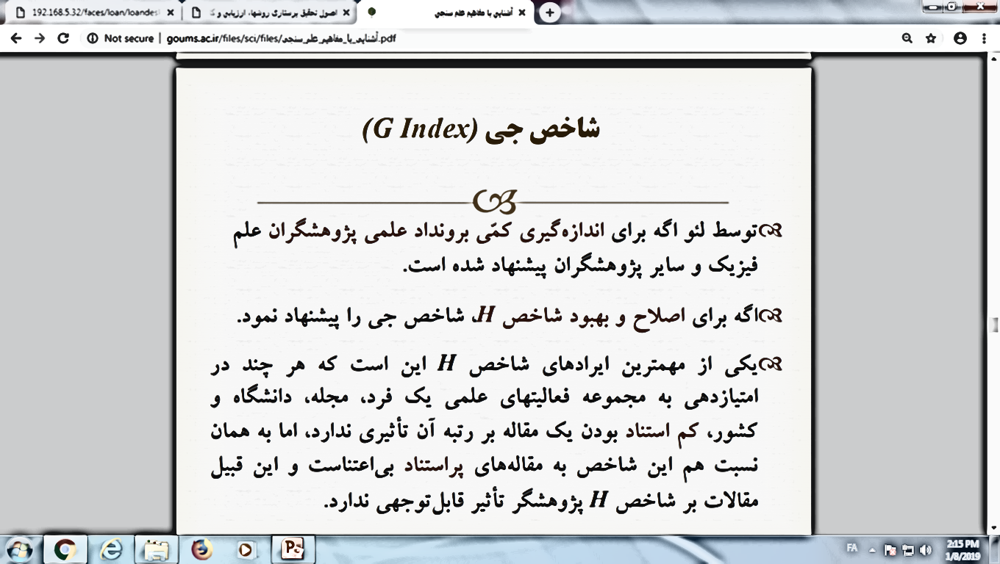 192.168.5.32/faces/loan/loandes
اصول تحقیق پرستاری روشها، ارزیابی و ک
آشنایی با مفاهیم علم سنجی
Not secure | goums.ac.ir/files/sci/files/آشنایی_با_مفاهیم_علم_سنجی.pdf
شاخص جی (G Index)
توسط لئو اگه برای اندازه‌گیری کمّی برونداد علمی پژوهشگران علم
فیزیک و سایر پژوهشگران پیشنهاد شده است.
اگه برای اصلاح و بهبود شاخص H، شاخص جی را پیشنهاد نمود.
یکی از مهمترین ایرادهای شاخص H این است که هر چند در
امتیازدهی به مجموعه فعالیتهای علمی یک فرد، مجله، دانشگاه و
کشور، کم استناد بودن یک مقاله بر رتبه آن تأثیری ندارد، اما به همان
نسبت هم این شاخص به مقاله‌های پراستناد بی‌اعتناست و این قبیل
مقالات بر شاخص H پژوهشگر تأثیر قابل‌توجهی ندارد.
FA
2:15 PM
1/8/2019